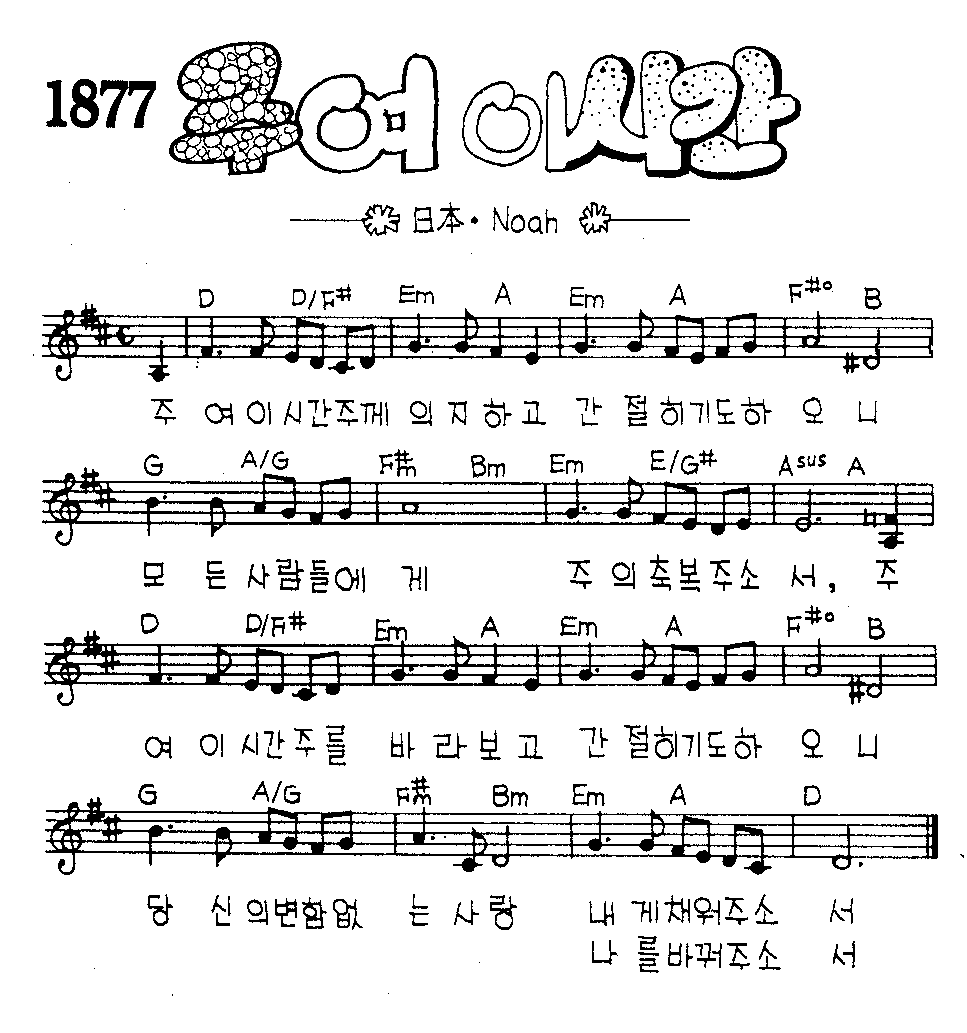 1877 주여 이시간
日本 · Noah
D D/F# Em A Em A F#° B
주 여 이 시간주께 의 지 하 고 간 절 히기도하 오 니
G A/G F#m Bm Em E/G# Asus A
모 든 사람들에 게 주 의 축복주소 서, 주
D D/F# Em A Em A F#° B
여 이 시간 주 를 바 라 보 고 간 절히기도하 오 니
G A/G F#m Bm Em A D
당 신 의변함없 는 사 랑 내 게채워주소 서
나 를바꿔주소 서